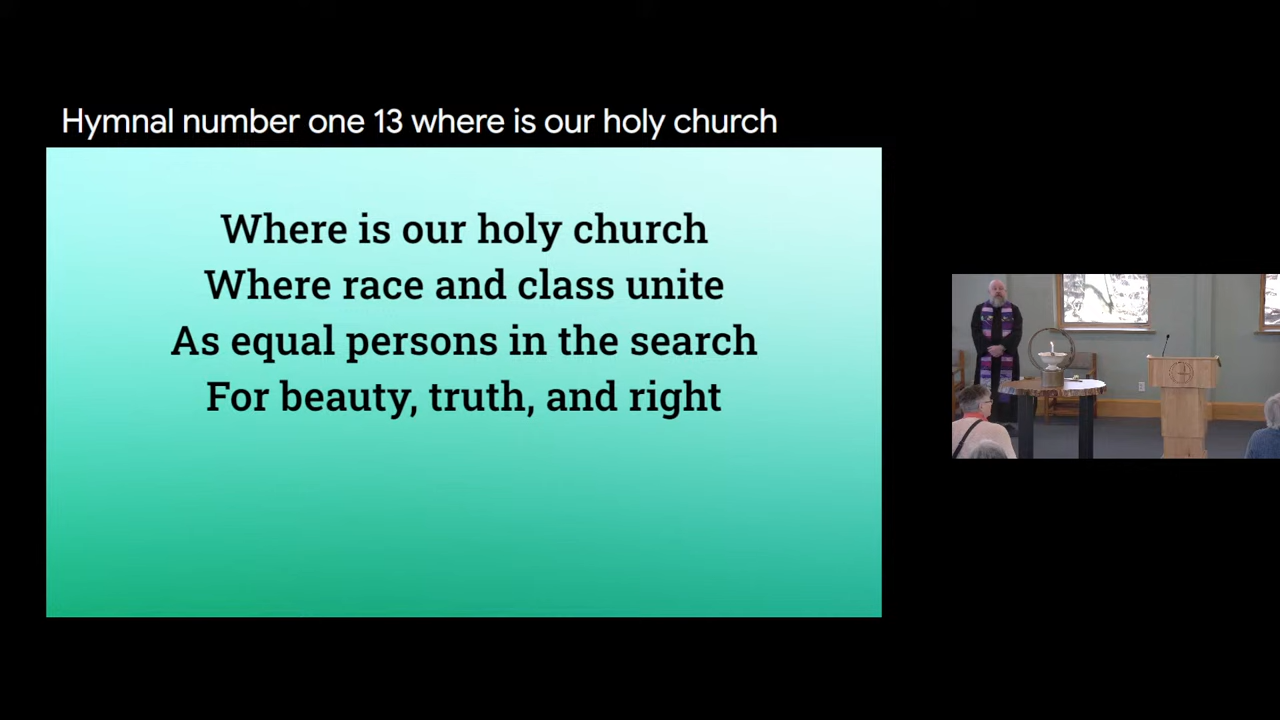 Hymnal number one 13 where is our holy church
Where is our holy church
Where race and class unite
As equal persons in the search
For beauty, truth, and right